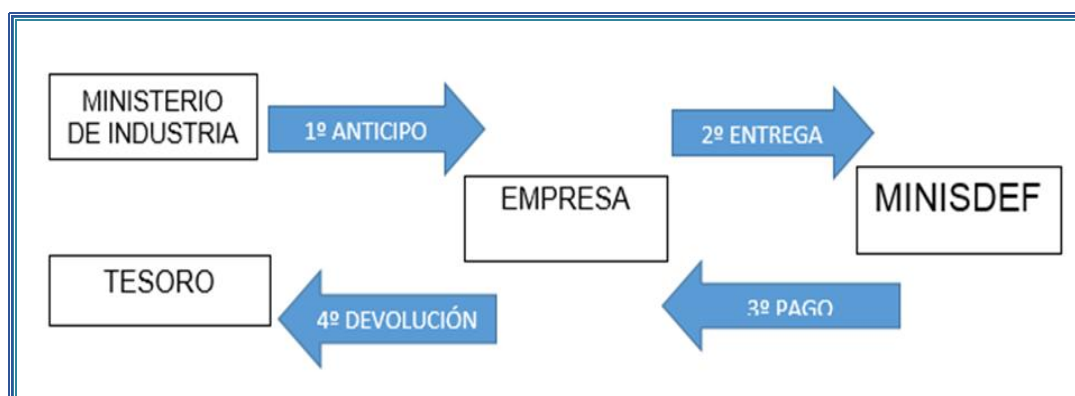 MINISTERIO
DE INDUSTRIA
1º ANTICIPO
2º ENTREGA
EMPRESA
MINISDEF
TESORO
4º DEVOLUCIÓN
3º PAGO